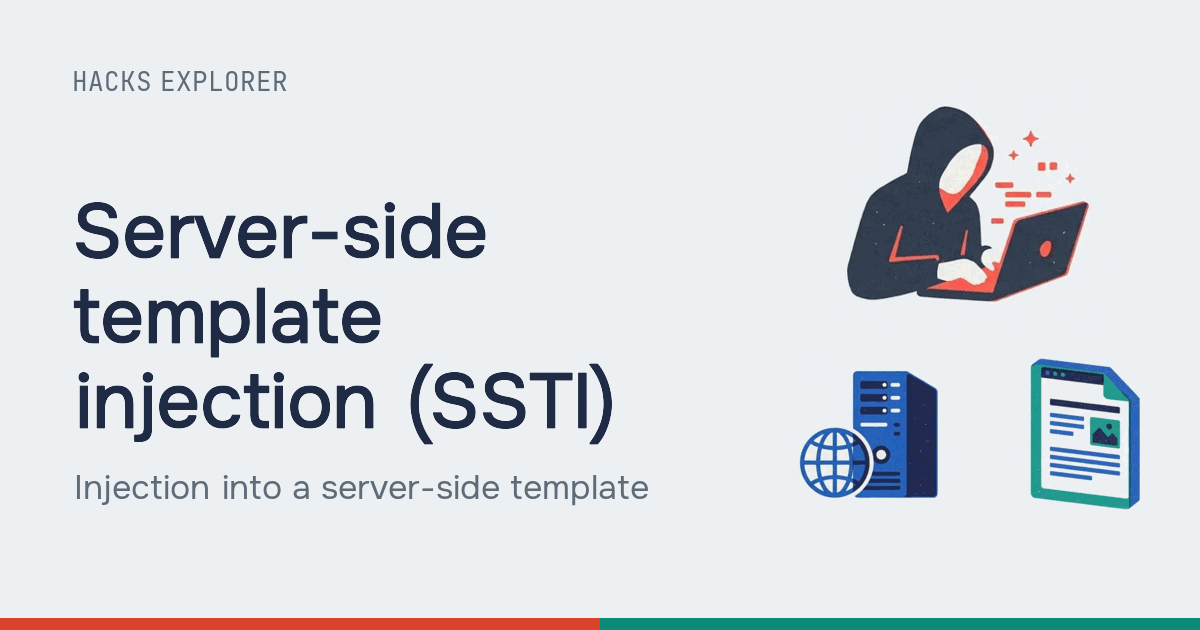 HACKS EXPLORER
Server-side
template
injection (SSTI)
Injection into a server-side template